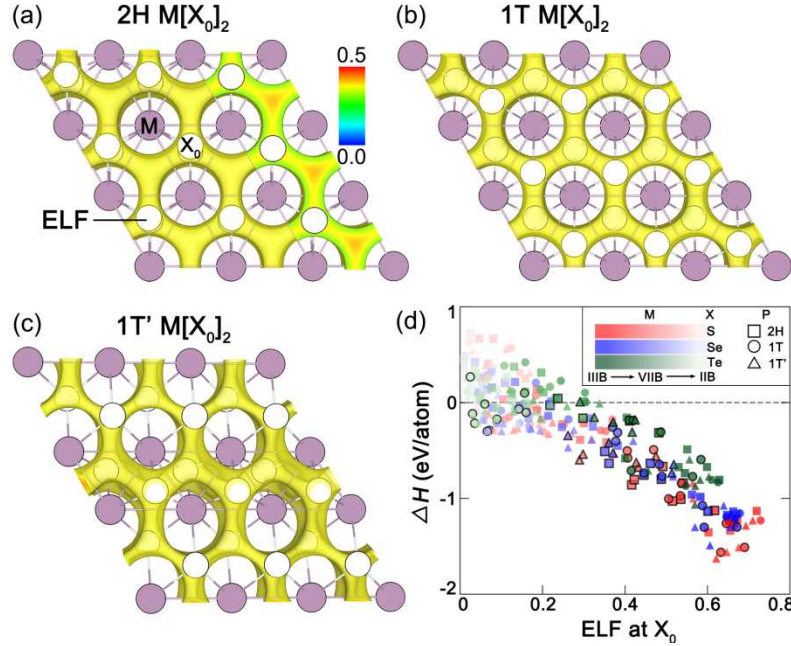 (a) 2H M[X₀]₂
0.5
M
X₀
0.0
ELF
(b) 1T M[X₀]₂
(c) 1T' M[X₀]₂
(d)
M X P
S 2H
Se 1T
Te 1T'
IIIB → VIIB → IIB
1
0
-1
-2
ΔH (eV/atom)
0 0.2 0.4 0.6 0.8
ELF at X₀